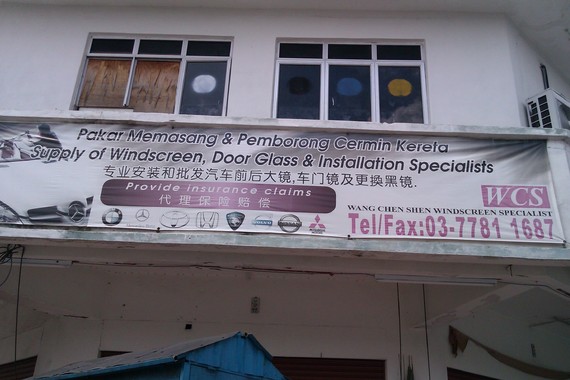 Pakar Memasang & Pemborong Cermin Kereta
Supply of Windscreen, Door Glass & Installation Specialists
专业安装和批发汽车前后大镜,车门镜及更换黑镜.
Provide insurance claims
代理保险赔偿
WCS
WANG CHEN SHEN WINDSCREEN SPECIALIST
Tel/Fax:03-7781 1687